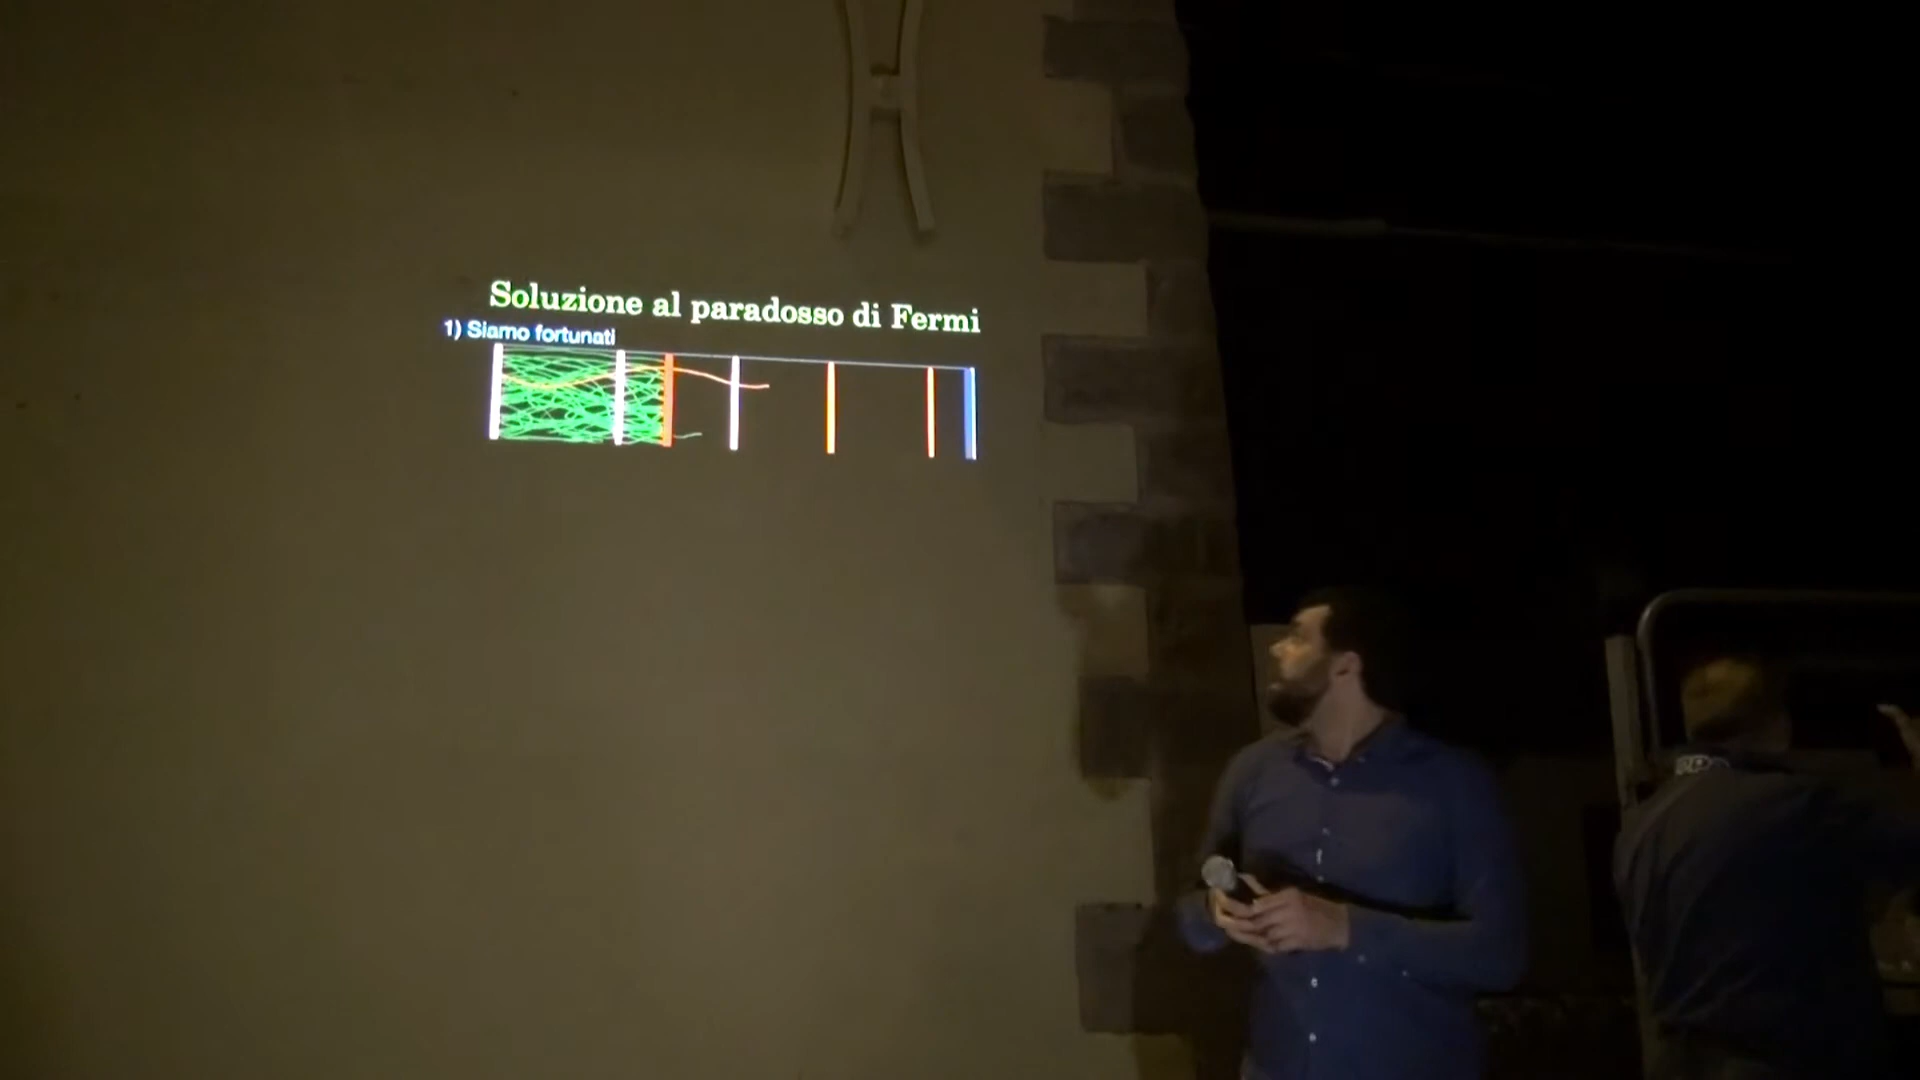 Soluzione al paradosso di Fermi
1) Siamo fortunati